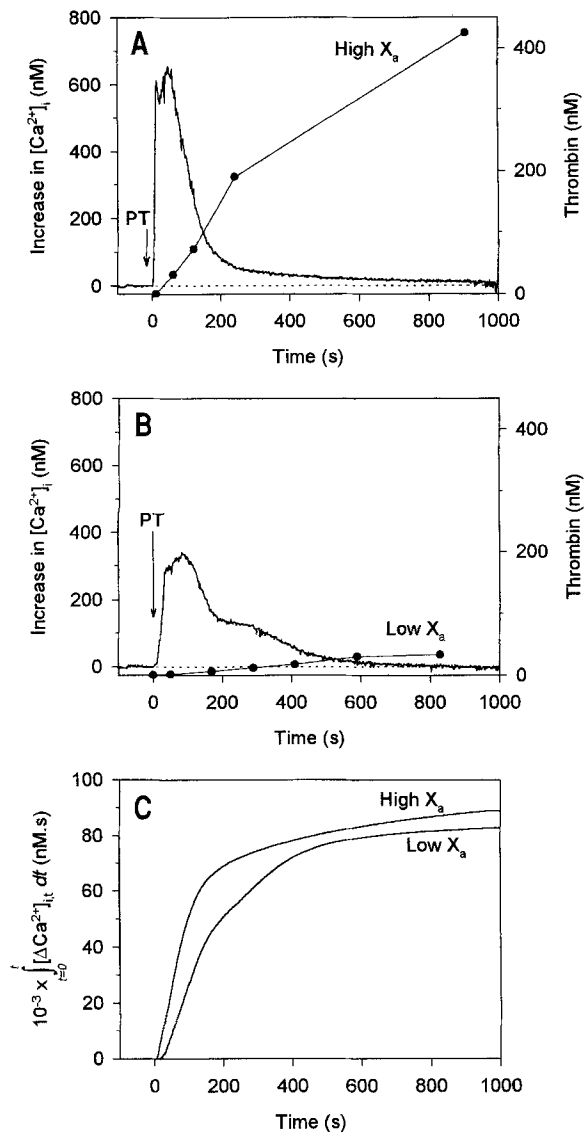 A
High Xa
PT
Increase in [Ca2+]i (nM)
Thrombin (nM)
800
600
400
200
0
400
200
0
0 200 400 600 800 1000
Time (s)
B
PT
Low Xa
Increase in [Ca2+]i (nM)
Thrombin (nM)
800
600
400
200
0
400
200
0
0 200 400 600 800 1000
Time (s)
C
High Xa
Low Xa
10-3 x ∫t t=0 [ΔCa2+]i,t dt (nM.s)
100
80
60
40
20
0
0 200 400 600 800 1000
Time (s)